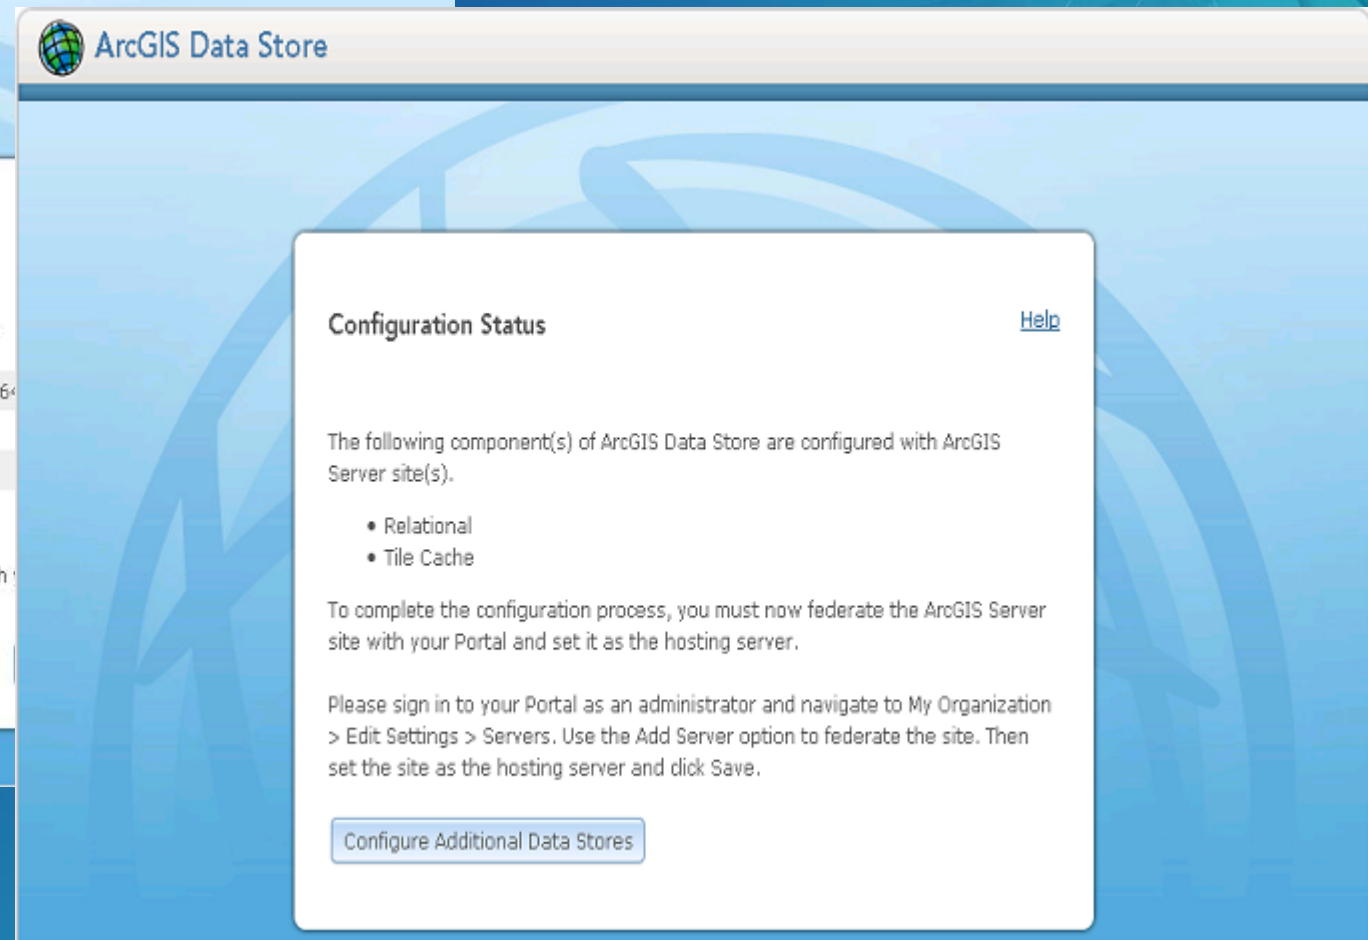 ArcGIS Data Store
Configuration Status
Help
The following component(s) of ArcGIS Data Store are configured with ArcGIS
Server site(s).
• Relational
• Tile Cache
To complete the configuration process, you must now federate the ArcGIS Server
site with your Portal and set it as the hosting server.
Please sign in to your Portal as an administrator and navigate to My Organization
> Edit Settings > Servers. Use the Add Server option to federate the site. Then
set the site as the hosting server and click Save.
Configure Additional Data Stores